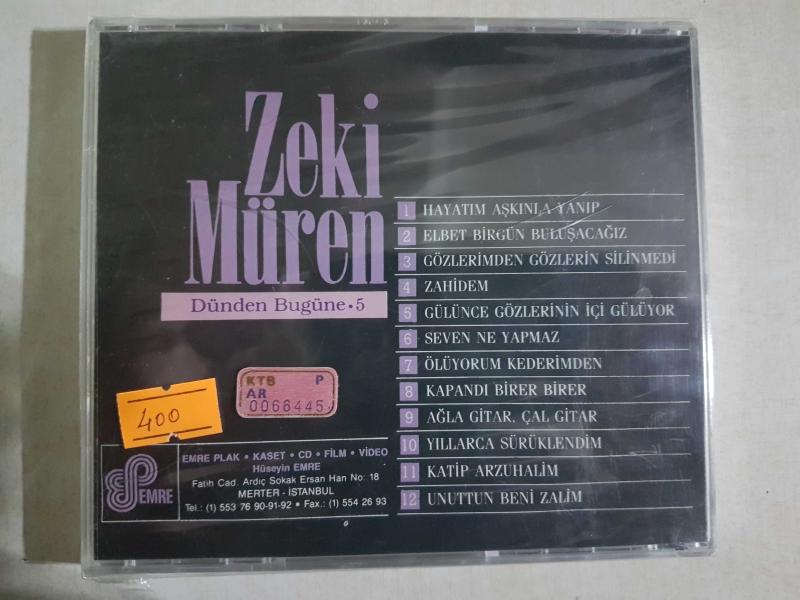 Zeki
Müren
Dünden Bugüne • 5
1 HAYATIM AŞKINLA YANIP
2 ELBET BİRGÜN BULUŞACAĞIZ
3 GÖZLERİMDEN GÖZLERİN SİLİNMEDİ
4 ZAHİDEM
5 GÜLÜNCE GÖZLERİNİN İÇİ GÜLÜYOR
6 SEVEN NE YAPMAZ
7 ÖLÜYORUM KEDERİMDEN
8 KAPANDI BİRER BİRER
9 AĞLA GİTAR, ÇAL GİTAR
10 YILLARCA SÜRÜKLENDİM
11 KATİP ARZUHALİM
12 UNUTTUN BENİ ZALİM
400
KTB P
AR
0066445
EMRE
EMRE PLAK • KASET • CD • FİLM • VİDEO
Hüseyin EMRE
Fatih Cad. Ardıç Sokak Ersan Han No: 18
MERTER - İSTANBUL
Tel.: (1) 553 76 90-91-92 • Fax.: (1) 554 26 93